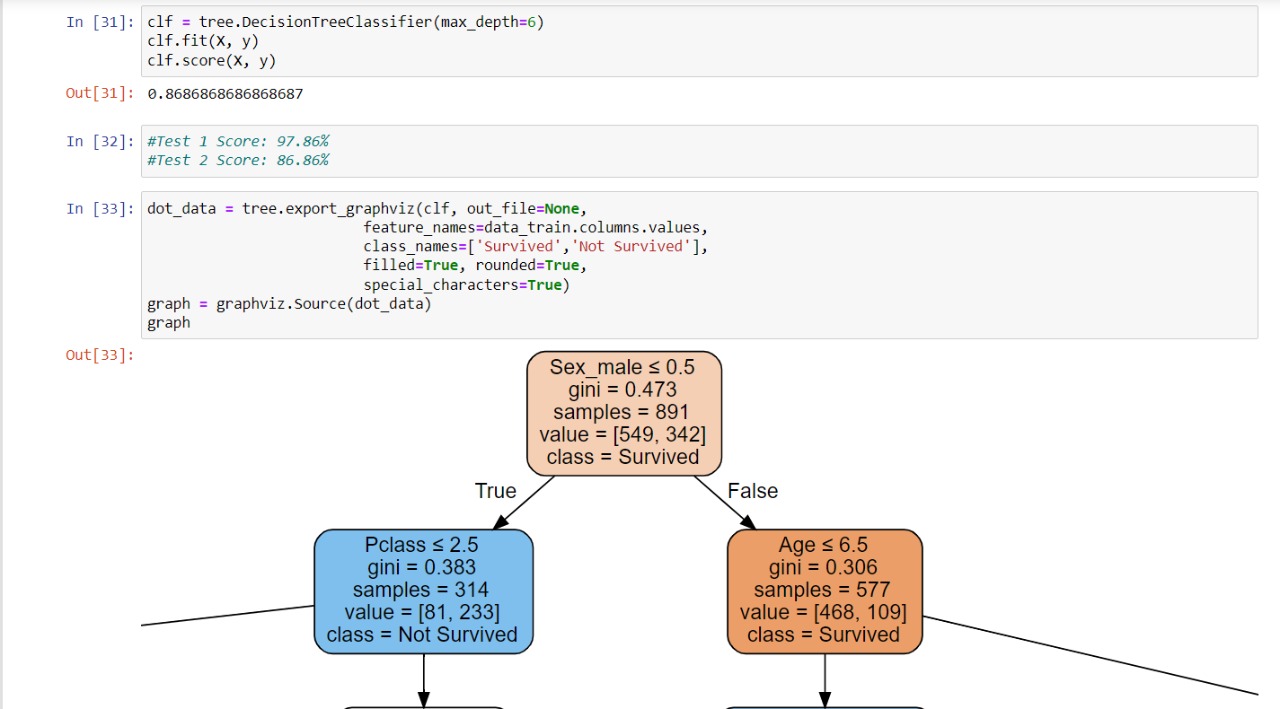 In [31]: clf = tree.DecisionTreeClassifier(max_depth=6)
clf.fit(X, y)
clf.score(X, y)
Out[31]: 0.8686868686868687
In [32]: #Test 1 Score: 97.86%
#Test 2 Score: 86.86%
In [33]: dot_data = tree.export_graphviz(clf, out_file=None,
feature_names=data_train.columns.values,
class_names=['Survived','Not Survived'],
filled=True, rounded=True,
special_characters=True)
graph = graphviz.Source(dot_data)
graph
Out[33]:
Sex_male ≤ 0.5
gini = 0.473
samples = 891
value = [549, 342]
class = Survived
True
False
Pclass ≤ 2.5
gini = 0.383
samples = 314
value = [81, 233]
class = Not Survived
Age ≤ 6.5
gini = 0.306
samples = 577
value = [468, 109]
class = Survived